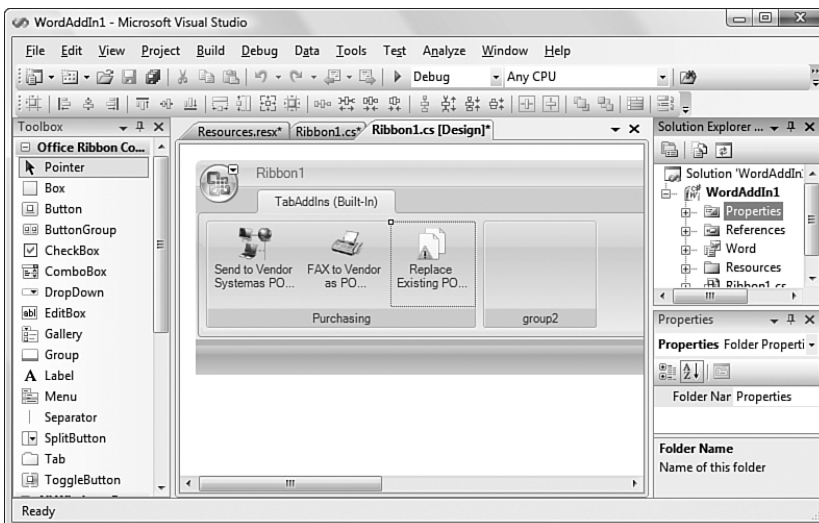 WordAddIn1 - Microsoft Visual Studio
File Edit View Project Build Debug Data Tools Test Analyze Window Help
Debug Any CPU
Toolbox
Office Ribbon Co...
Pointer
Box
Button
ButtonGroup
CheckBox
ComboBox
DropDown
EditBox
Gallery
Group
Label
Menu
Separator
SplitButton
Tab
ToggleButton
Resources.resx* Ribbon1.cs* Ribbon1.cs [Design]*
Ribbon1
TabAddIns (Built-In)
Send to Vendor
Systemas PO...
FAX to Vendor
as PO...
Replace
Existing PO...
Purchasing
group2
Solution Explorer ...
Solution 'WordAddIn
WordAddIn1
Properties
References
Word
Resources
Ribbon1.cs
Properties
Properties Folder Properti
Folder Nar Properties
Folder Name
Name of this folder
Ready